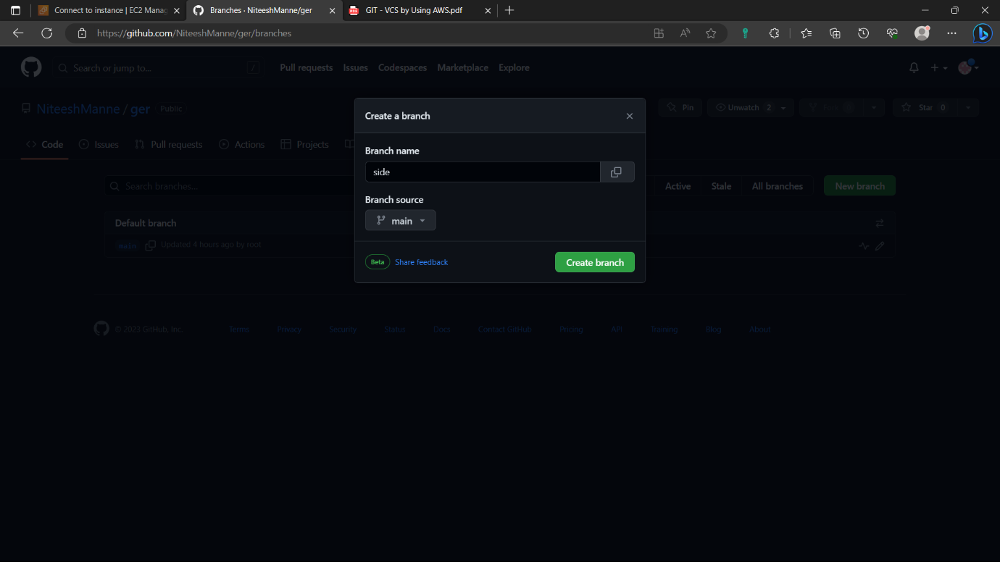 Connect to instance | EC2 Manag
Branches · NiteeshManne/ger
GIT - VCS by Using AWS.pdf
https://github.com/NiteeshManne/ger/branches
Search or jump to...
/
Pull requests
Issues
Codespaces
Marketplace
Explore
NiteeshManne / ger
Public
Pin
Unwatch 2
Star 0
Code
Issues
Pull requests
Actions
Projects
Create a branch
Branch name
side
Branch source
main
Beta
Share feedback
Create branch
Search branches...
Active
Stale
All branches
New branch
Default branch
main
Updated 4 hours ago by root
© 2023 GitHub, Inc.
Terms
Privacy
Security
Status
Docs
Contact GitHub
Pricing
API
Training
Blog
About